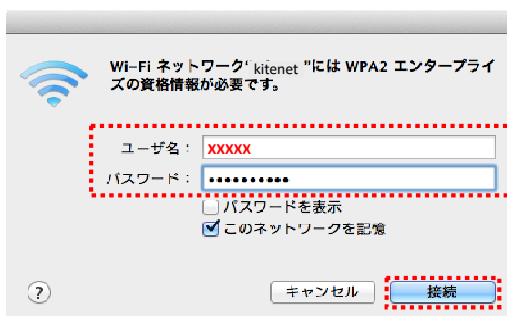 Wi-Fi ネットワーク“kitenet ”には WPA2 エンタープライ
ズの資格情報が必要です。
ユーザ名： XXXXX
パスワード： ••••••••••
パスワードを表示
このネットワークを記憶
? キャンセル 接続